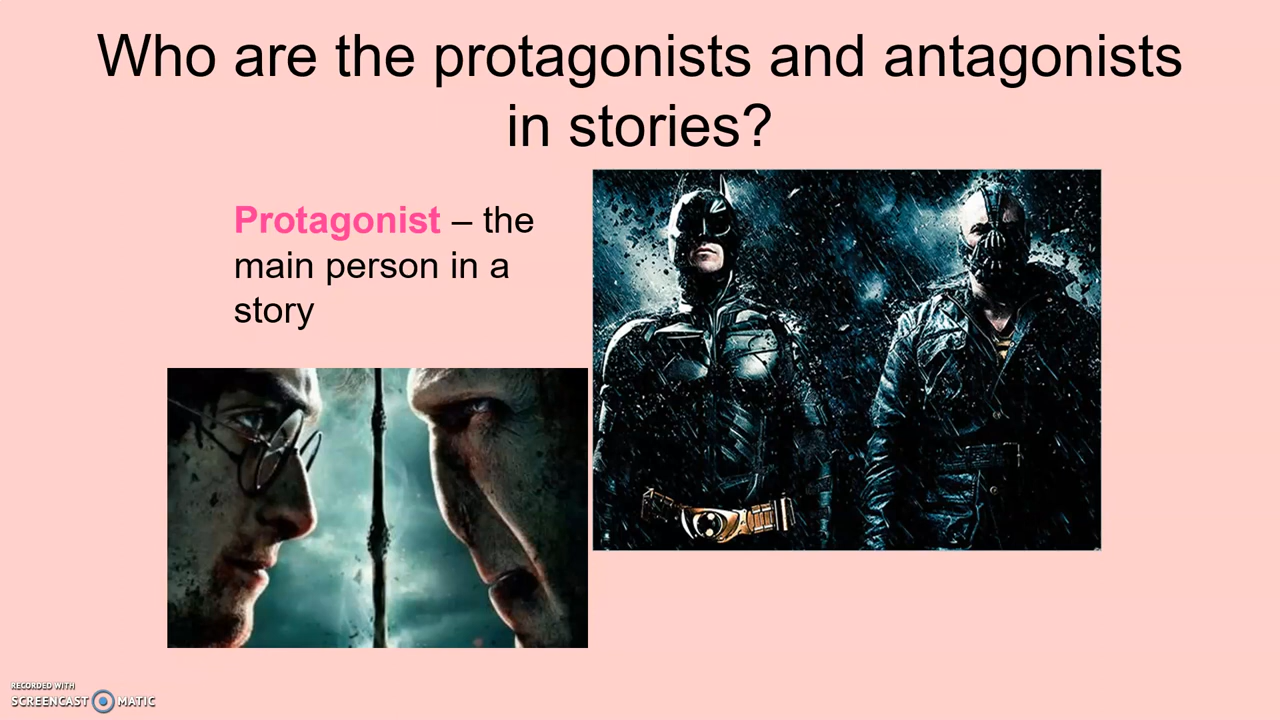 Who are the protagonists and antagonists
in stories?
Protagonist – the
main person in a
story
RECORDED WITH
SCREENCAST MATIC